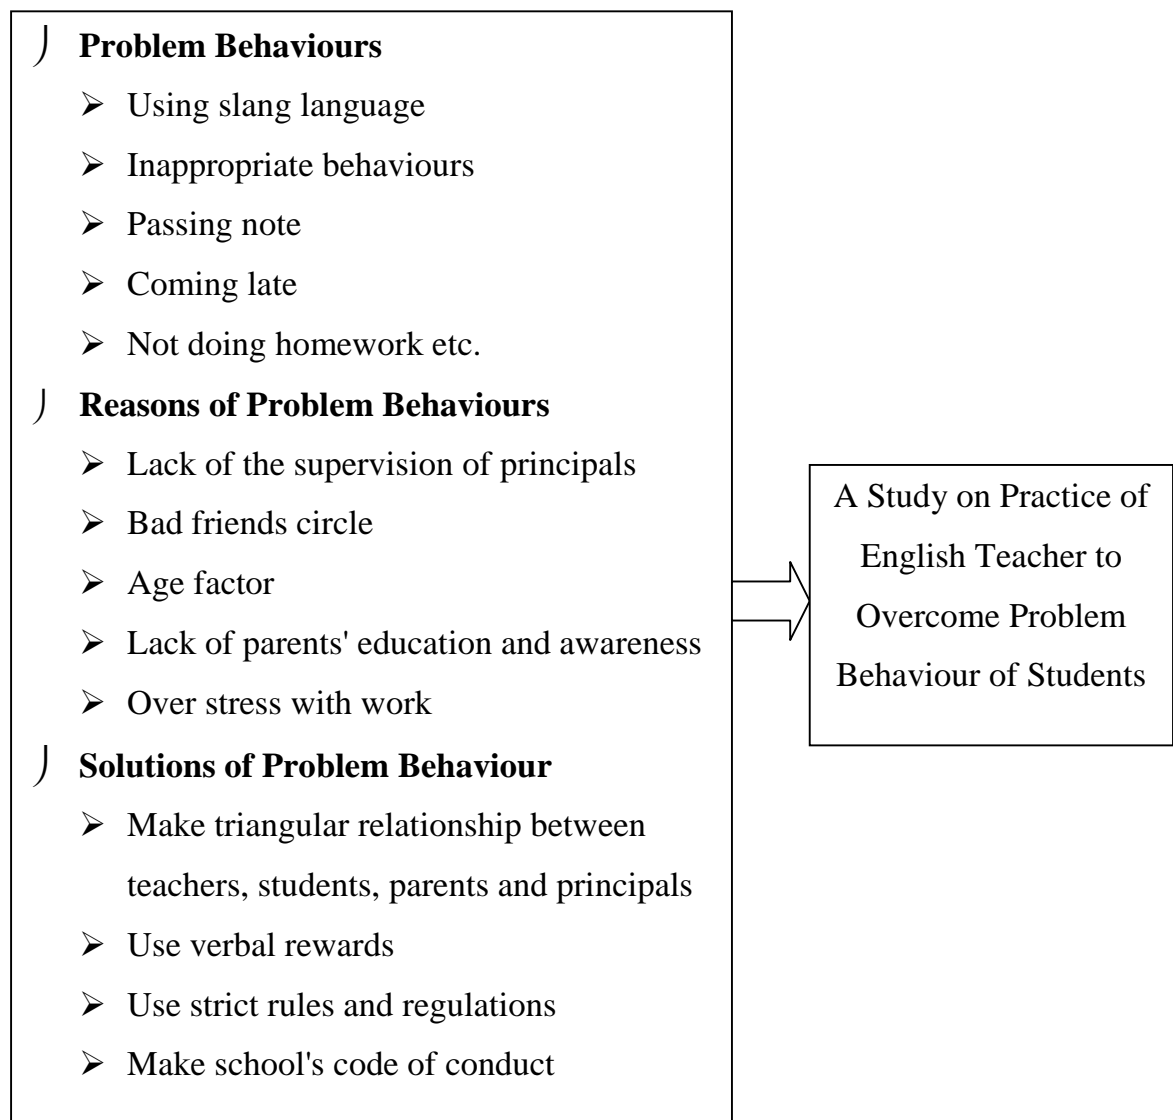 Problem Behaviours
➢ Using slang language
➢ Inappropriate behaviours
➢ Passing note
➢ Coming late
➢ Not doing homework etc.
Reasons of Problem Behaviours
➢ Lack of the supervision of principals
➢ Bad friends circle
➢ Age factor
➢ Lack of parents' education and awareness
➢ Over stress with work
Solutions of Problem Behaviour
➢ Make triangular relationship between
teachers, students, parents and principals
➢ Use verbal rewards
➢ Use strict rules and regulations
➢ Make school's code of conduct
A Study on Practice of
English Teacher to
Overcome Problem
Behaviour of Students